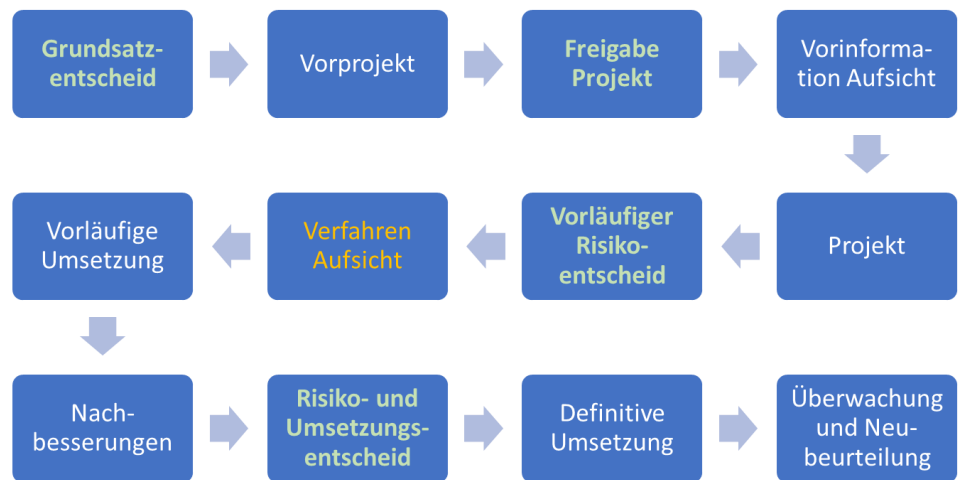 Grundsatz-
entscheid
Vorprojekt
Freigabe
Projekt
Vorinforma-
tion Aufsicht
Projekt
Vorläufiger
Risiko-
entscheid
Verfahren
Aufsicht
Vorläufige
Umsetzung
Nach-
besserungen
Risiko- und
Umsetzungs-
entscheid
Definitive
Umsetzung
Überwachung
und Neu-
beurteilung